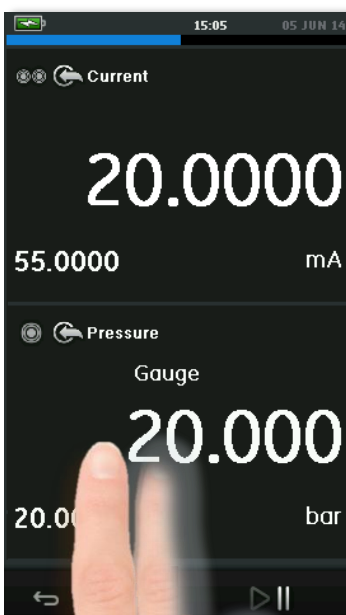 15:05 05 JUN 14
Current
20.0000
55.0000 mA
Pressure
Gauge
20.000
bar